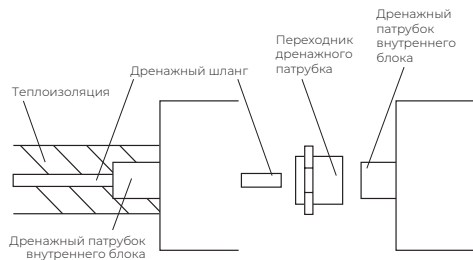 Дренажный
патрубок
внутреннего
блока
Переходник
дренажного
патрубка
Дренажный шланг
Теплоизоляция
Дренажный патрубок
внутреннего блока